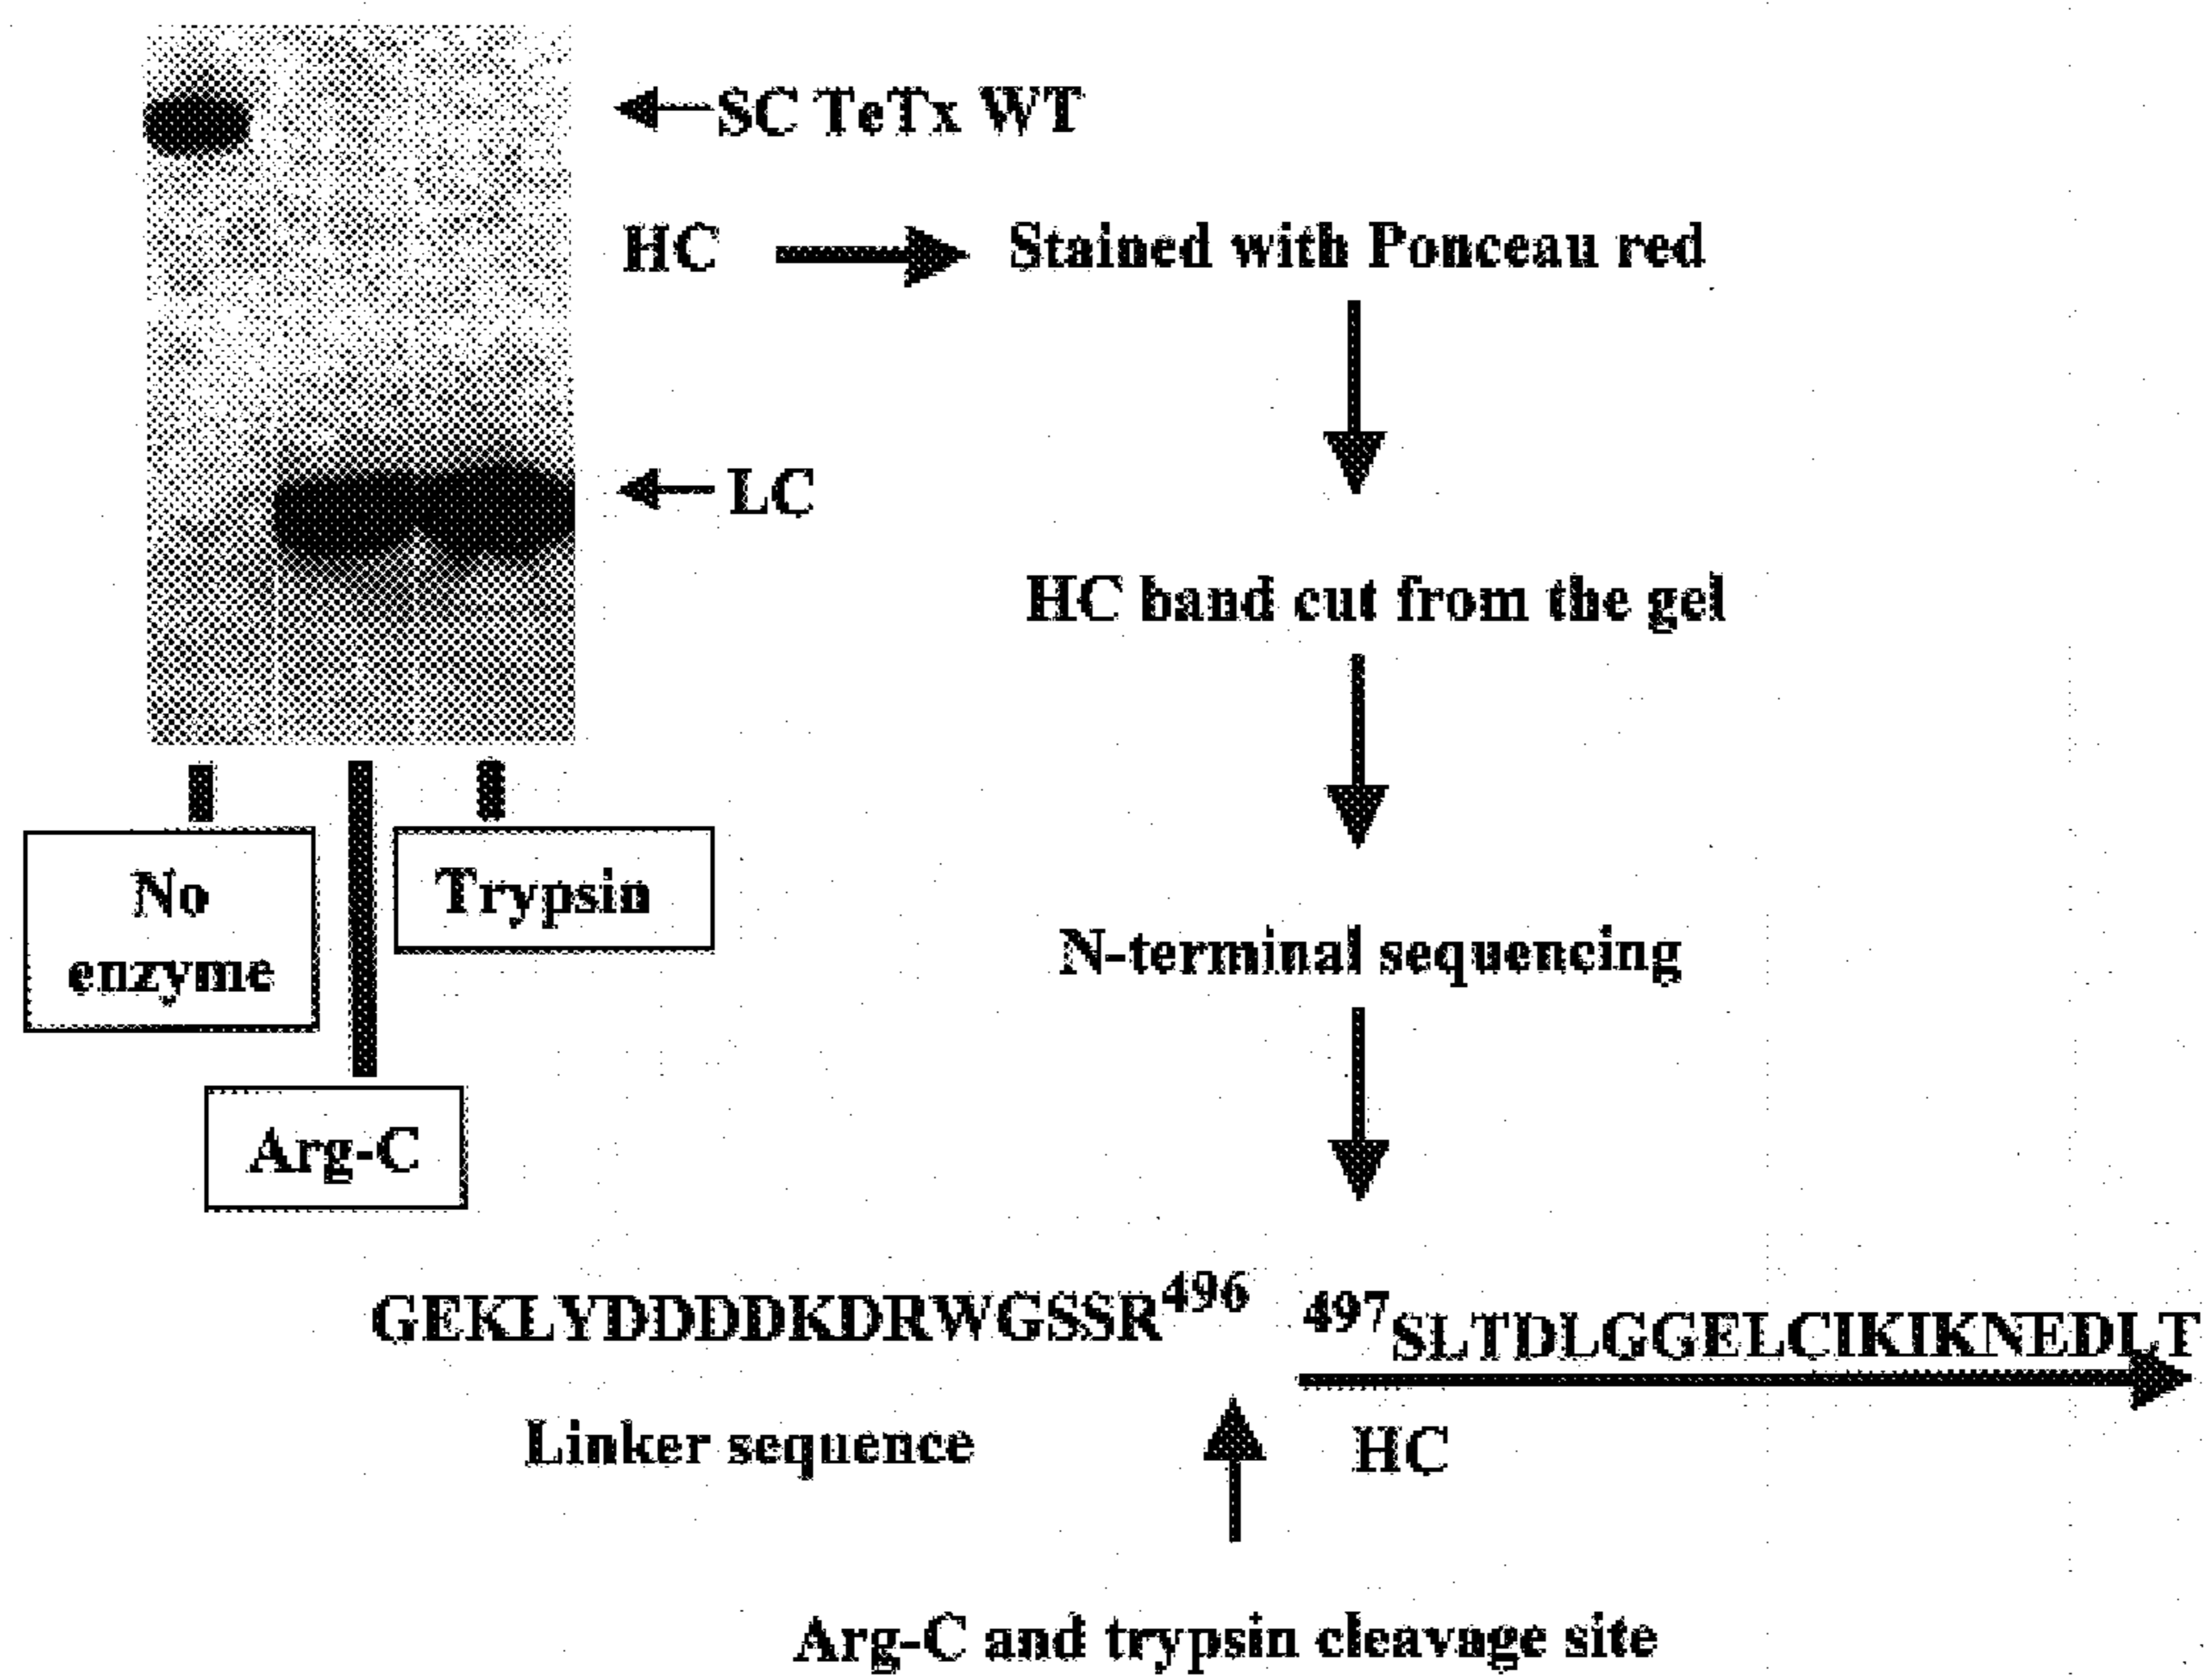 SC TeTx WT
HC
Stained with Ponceau red
LC
HC band cut from the gel
No
enzyme
Trypsin
N-terminal sequencing
Arg-C
GEKLYDDDDKDRWGSSR496 497SLTDLGGELCIKIKNEDLT
Linker sequence
HC
Arg-C and trypsin cleavage site